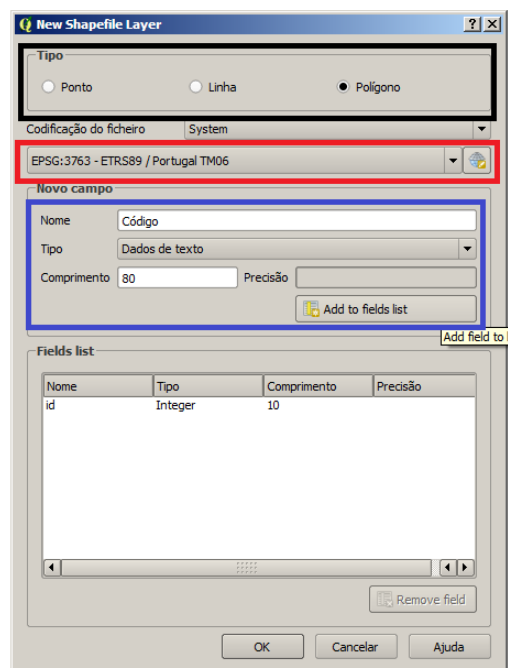 New Shapefile Layer
Tipo
Ponto Linha Polígono
Codificação do ficheiro System
EPSG:3763 - ETRS89 / Portugal TM06
Novo campo
Nome Código
Tipo Dados de texto
Comprimento 80 Precisão
Add to fields list
Add field to
Fields list
Nome Tipo Comprimento Precisão
id Integer 10
Remove field
OK Cancelar Ajuda